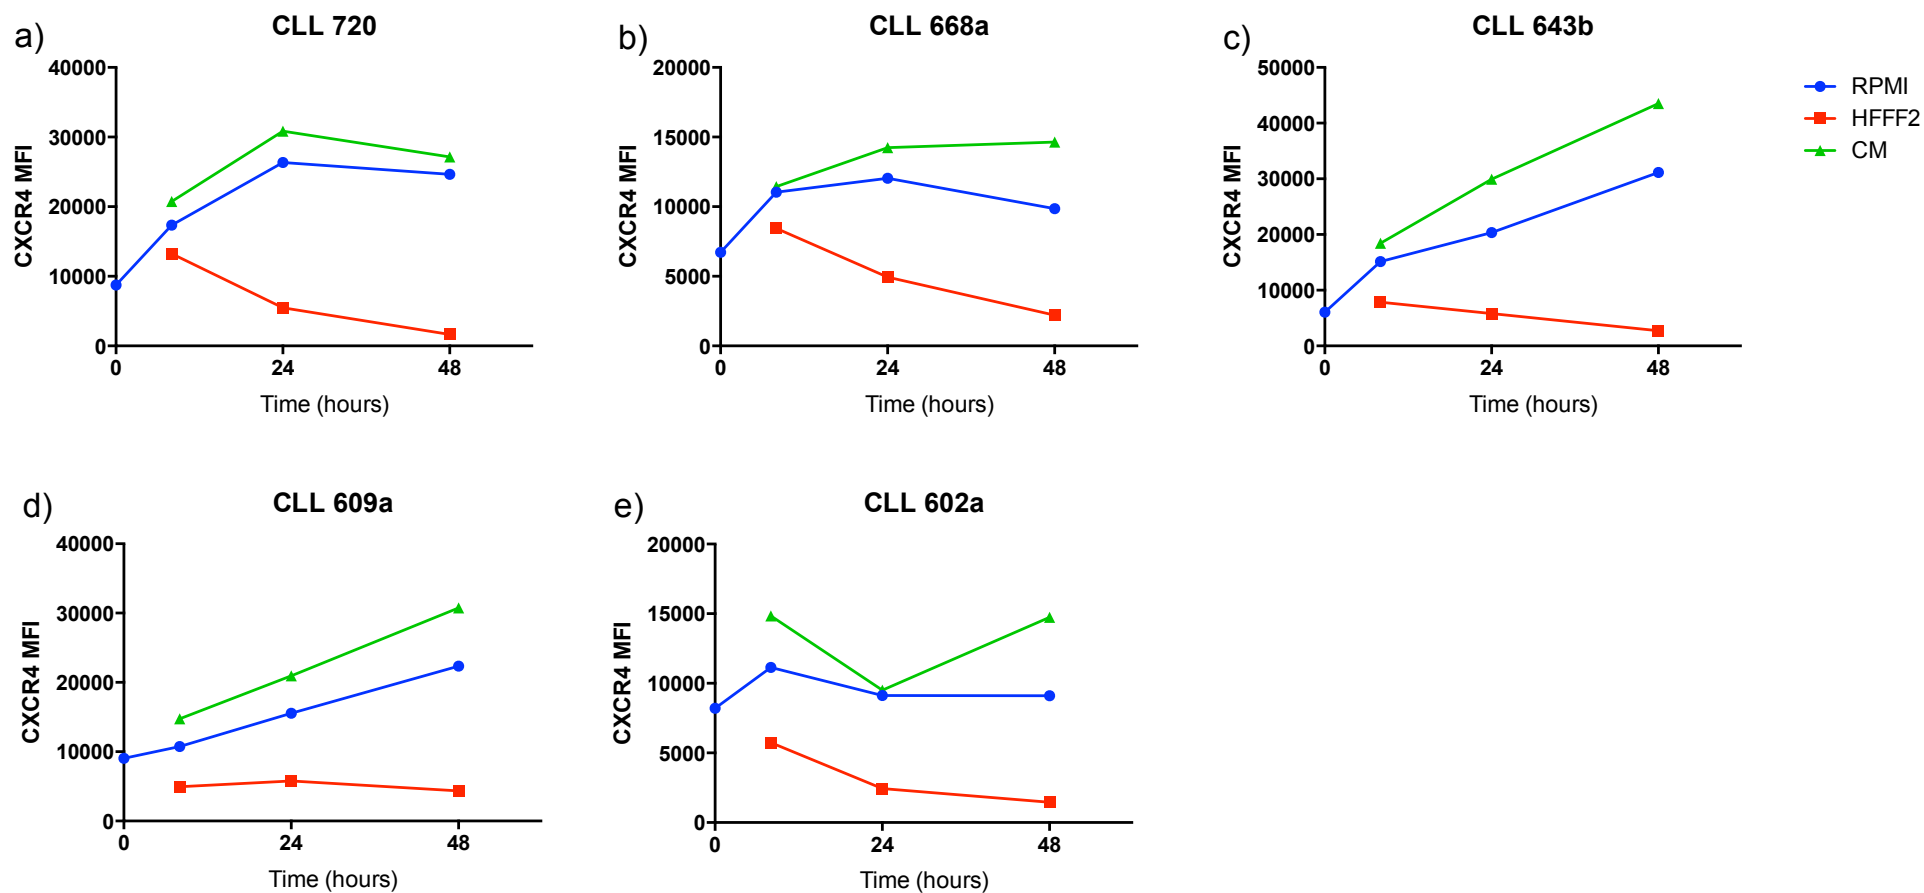 a)
CLL 720
40000
30000
20000
10000
0
CXCR4 MFI
0 24 48
Time (hours)
b)
CLL 668a
20000
15000
10000
5000
0
CXCR4 MFI
0 24 48
Time (hours)
c)
CLL 643b
50000
40000
30000
20000
10000
0
CXCR4 MFI
0 24 48
Time (hours)
RPMI
HFFF2
CM
d)
CLL 609a
40000
30000
20000
10000
0
CXCR4 MFI
0 24 48
Time (hours)
e)
CLL 602a
20000
15000
10000
5000
0
CXCR4 MFI
0 24 48
Time (hours)